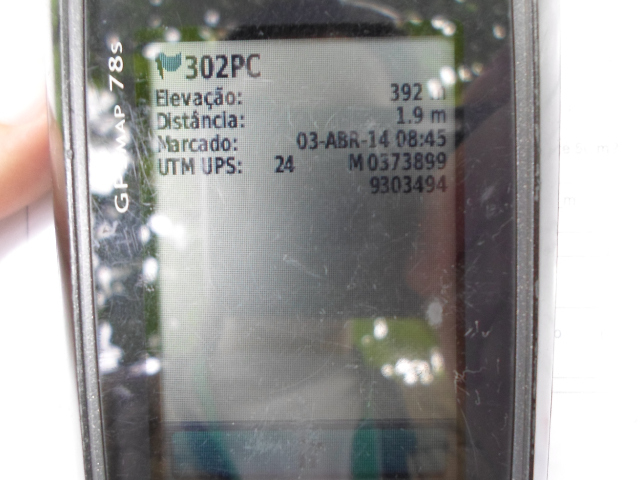 302PC
Elevação: 392 m
Distância: 1.9 m
Marcado: 03-ABR-14 08:45
UTM UPS: 24 M 0373899
9303494
GPSMAP 78s